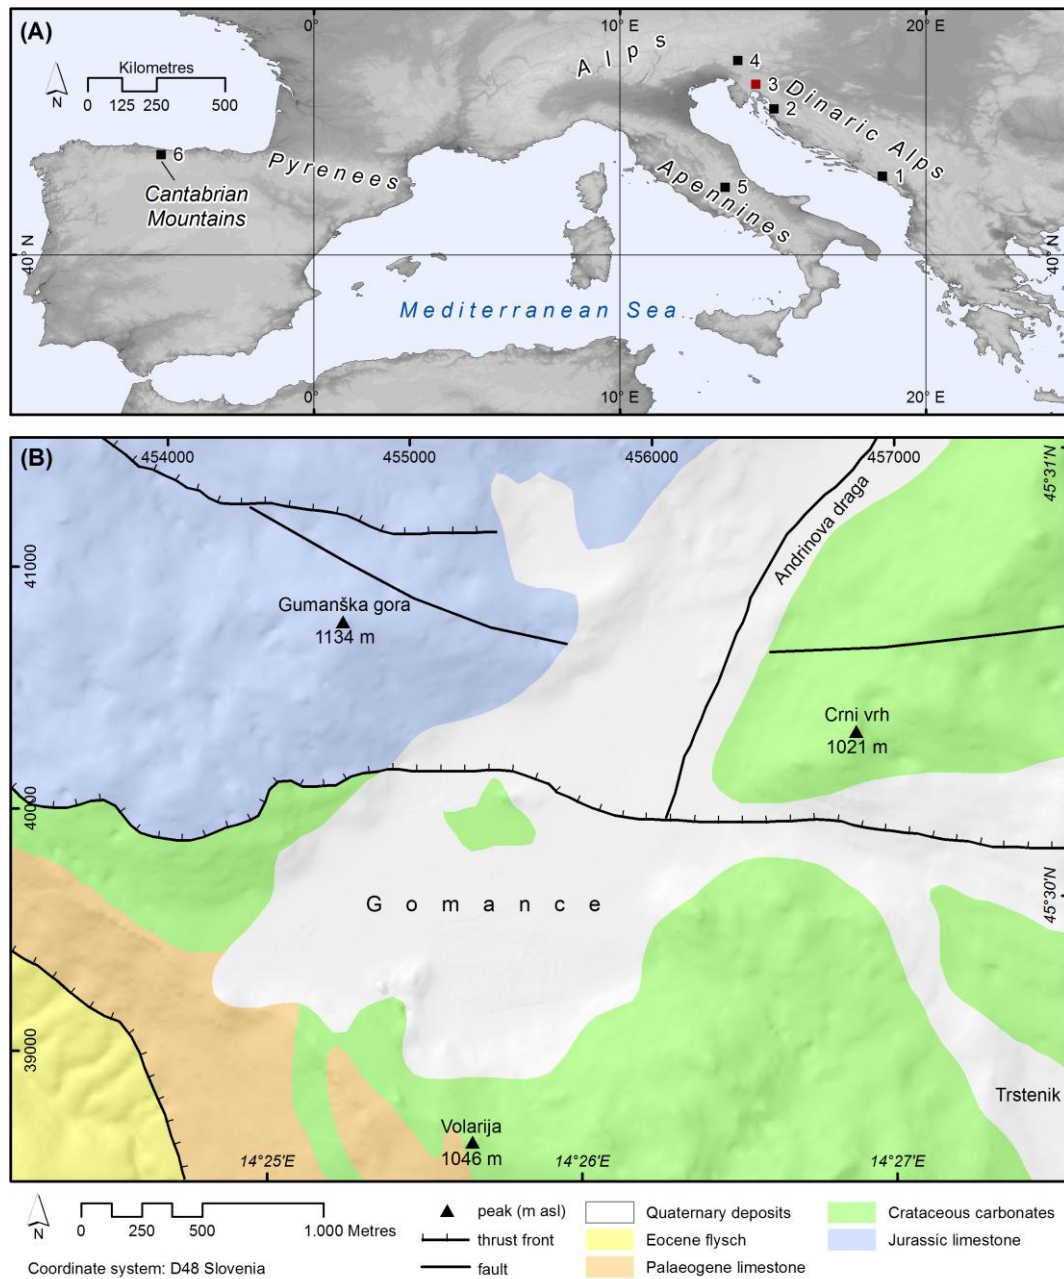 (A)
0°
10° E
20° E
Kilometres
N
0 125 250 500
Alps
4
3
2
Dinaric Alps
1
6
Cantabrian
Mountains
Pyrenees
Apennines
5
40° N
40° N
Mediterranean Sea
0°
10° E
20° E
(B)
454000
455000
456000
457000
45°31'N
41000
Andrinova draga
Gumanška gora
1134 m
Crni vrh
1021 m
40000
Gomance
45°30'N
39000
Trstenik
Volarija
1046 m
14°25'E
14°26'E
14°27'E
N
0 250 500 1.000 Metres
Coordinate system: D48 Slovenia
peak (m asl)
thrust front
fault
Quaternary deposits
Eocene flysch
Palaeogene limestone
Crataceous carbonates
Jurassic limestone